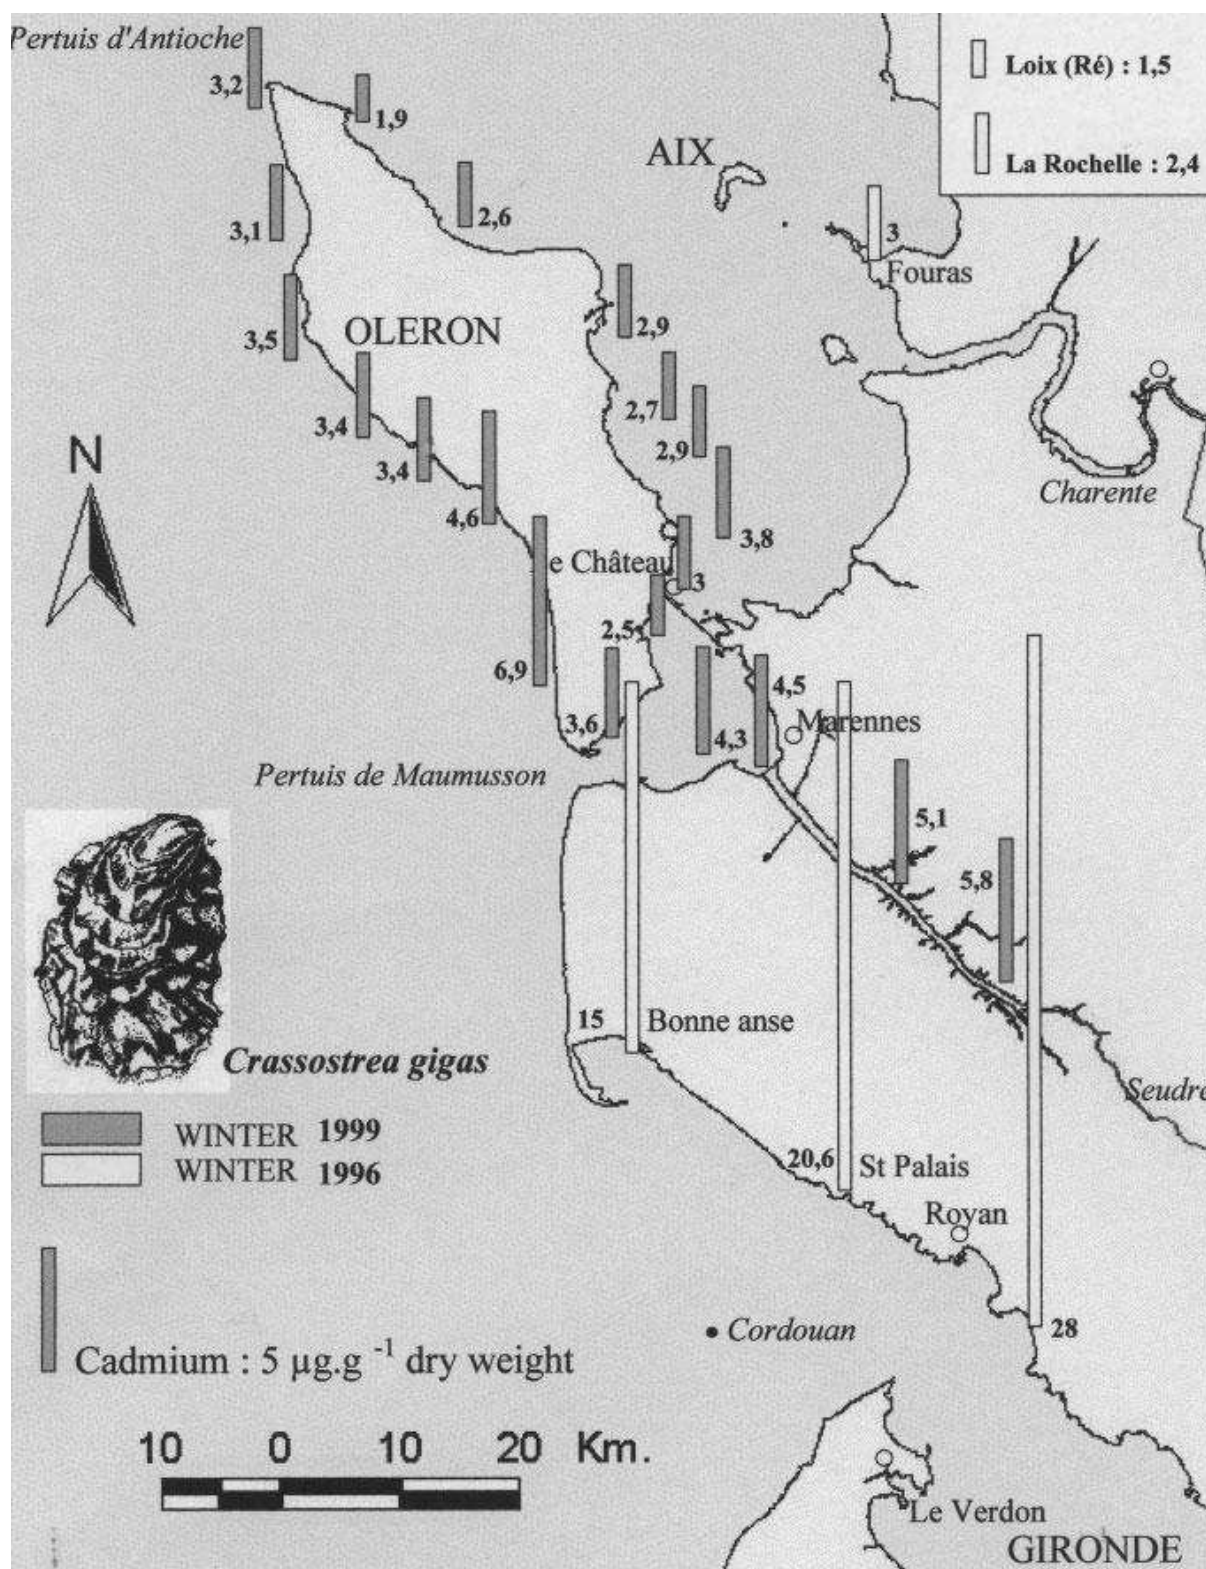 Pertuis d'Antioche
3,2
1,9
Loix (Ré) : 1,5
La Rochelle : 2,4
AIX
3,1
2,6
3
Fouras
3,5
OLERON
2,9
3,4
2,7
3,4
2,9
N
4,6
3,8
Charente
e Château
3
2,5
6,9
3,6
4,3
4,5
Marennes
Pertuis de Maumusson
5,1
5,8
15
Bonne anse
Crassostrea gigas
Seudre
WINTER 1999
WINTER 1996
20,6
St Palais
Royan
28
Cordouan
Cadmium : 5 µg.g -1 dry weight
10 0 10 20 Km.
Le Verdon
GIRONDE